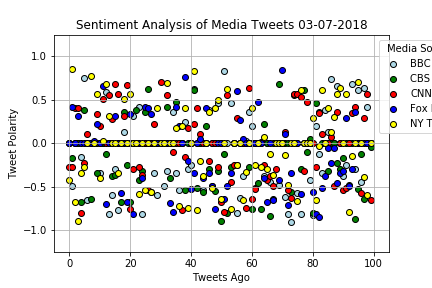 Sentiment Analysis of Media Tweets 03-07-2018
Media
BBC
CBS
CNN
Fox
NY
1.0
0.5
0.0
−0.5
−1.0
Tweet Polarity
0
20
40
60
80
100
Tweets Ago